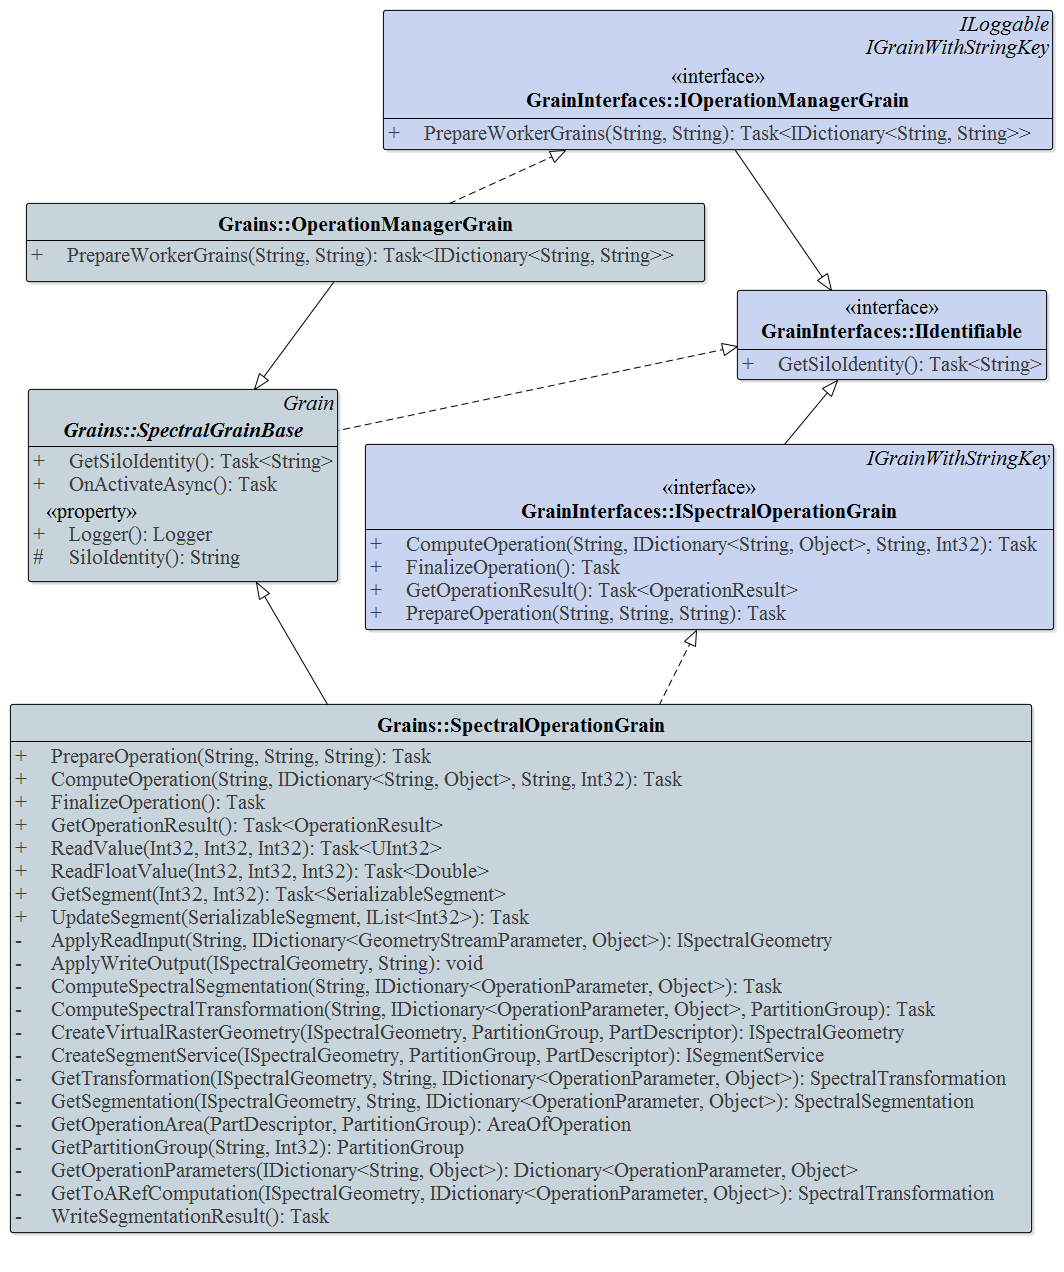 ILoggable
IGrainWithStringKey
«interface»
GrainInterfaces::IOperationManagerGrain
+ PrepareWorkerGrains(String, String): Task<IDictionary<String, String>>
Grains::OperationManagerGrain
+ PrepareWorkerGrains(String, String): Task<IDictionary<String, String>>
«interface»
GrainInterfaces::IIdentifiable
+ GetSiloIdentity(): Task<String>
Grain
Grains::SpectralGrainBase
+ GetSiloIdentity(): Task<String>
+ OnActivateAsync(): Task
«property»
+ Logger(): Logger
# SiloIdentity(): String
IGrainWithStringKey
«interface»
GrainInterfaces::ISpectralOperationGrain
+ ComputeOperation(String, IDictionary<String, Object>, String, Int32): Task
+ FinalizeOperation(): Task
+ GetOperationResult(): Task<OperationResult>
+ PrepareOperation(String, String, String): Task
Grains::SpectralOperationGrain
+ PrepareOperation(String, String, String): Task
+ ComputeOperation(String, IDictionary<String, Object>, String, Int32): Task
+ FinalizeOperation(): Task
+ GetOperationResult(): Task<OperationResult>
+ ReadValue(Int32, Int32, Int32): Task<UInt32>
+ ReadFloatValue(Int32, Int32, Int32): Task<Double>
+ GetSegment(Int32, Int32): Task<SerializableSegment>
+ UpdateSegment(SerializableSegment, IList<Int32>): Task
- ApplyReadInput(String, IDictionary<GeometryStreamParameter, Object>): ISpectralGeometry
- ApplyWriteOutput(ISpectralGeometry, String): void
- ComputeSpectralSegmentation(String, IDictionary<OperationParameter, Object>): Task
- ComputeSpectralTransformation(String, IDictionary<OperationParameter, Object>, PartitionGroup): Task
- CreateVirtualRasterGeometry(ISpectralGeometry, PartitionGroup, PartDescriptor): ISpectralGeometry
- CreateSegmentService(ISpectralGeometry, PartitionGroup, PartDescriptor): ISegmentService
- GetTransformation(ISpectralGeometry, String, IDictionary<OperationParameter, Object>): SpectralTransformation
- GetSegmentation(ISpectralGeometry, String, IDictionary<OperationParameter, Object>): SpectralSegmentation
- GetOperationArea(PartDescriptor, PartitionGroup): AreaOfOperation
- GetPartitionGroup(String, Int32): PartitionGroup
- GetOperationParameters(IDictionary<String, Object>): Dictionary<OperationParameter, Object>
- GetToARefComputation(ISpectralGeometry, IDictionary<OperationParameter, Object>): SpectralTransformation
- WriteSegmentationResult(): Task